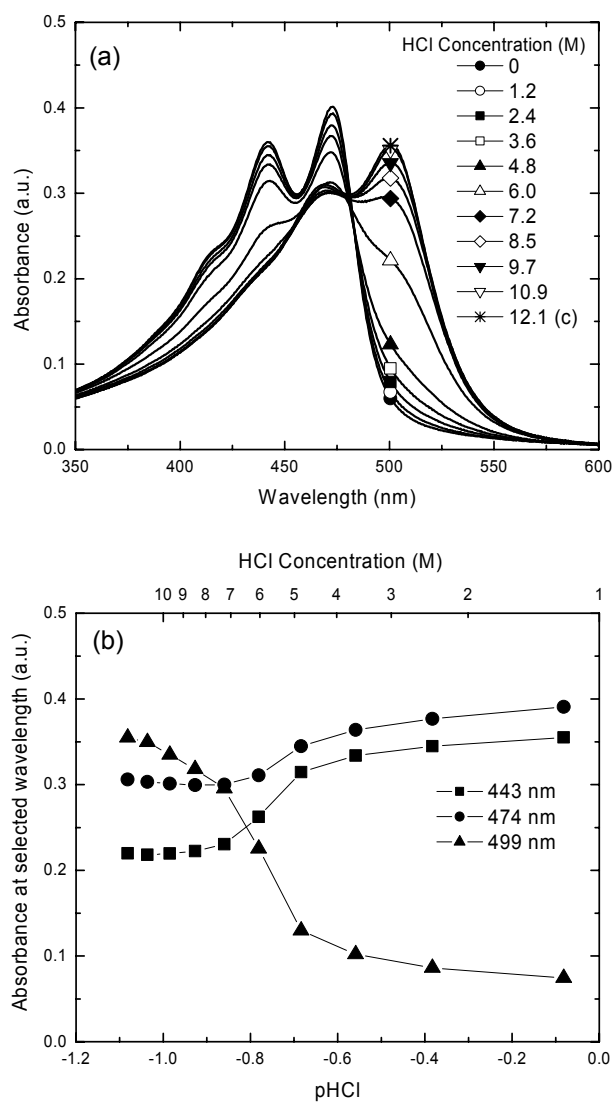 (a)
HCl Concentration (M)
0
1.2
2.4
3.6
4.8
6.0
7.2
8.5
9.7
10.9
12.1 (c)
0.5
0.4
0.3
0.2
0.1
0.0
Absorbance (a.u.)
350 400 450 500 550 600
Wavelength (nm)
HCl Concentration (M)
10 9 8 7 6 5 4 3 2 1
(b)
0.5
0.4
0.3
0.2
0.1
0.0
Absorbance at selected wavelength (a.u.)
443 nm
474 nm
499 nm
-1.2 -1.0 -0.8 -0.6 -0.4 -0.2 0.0
pHCl